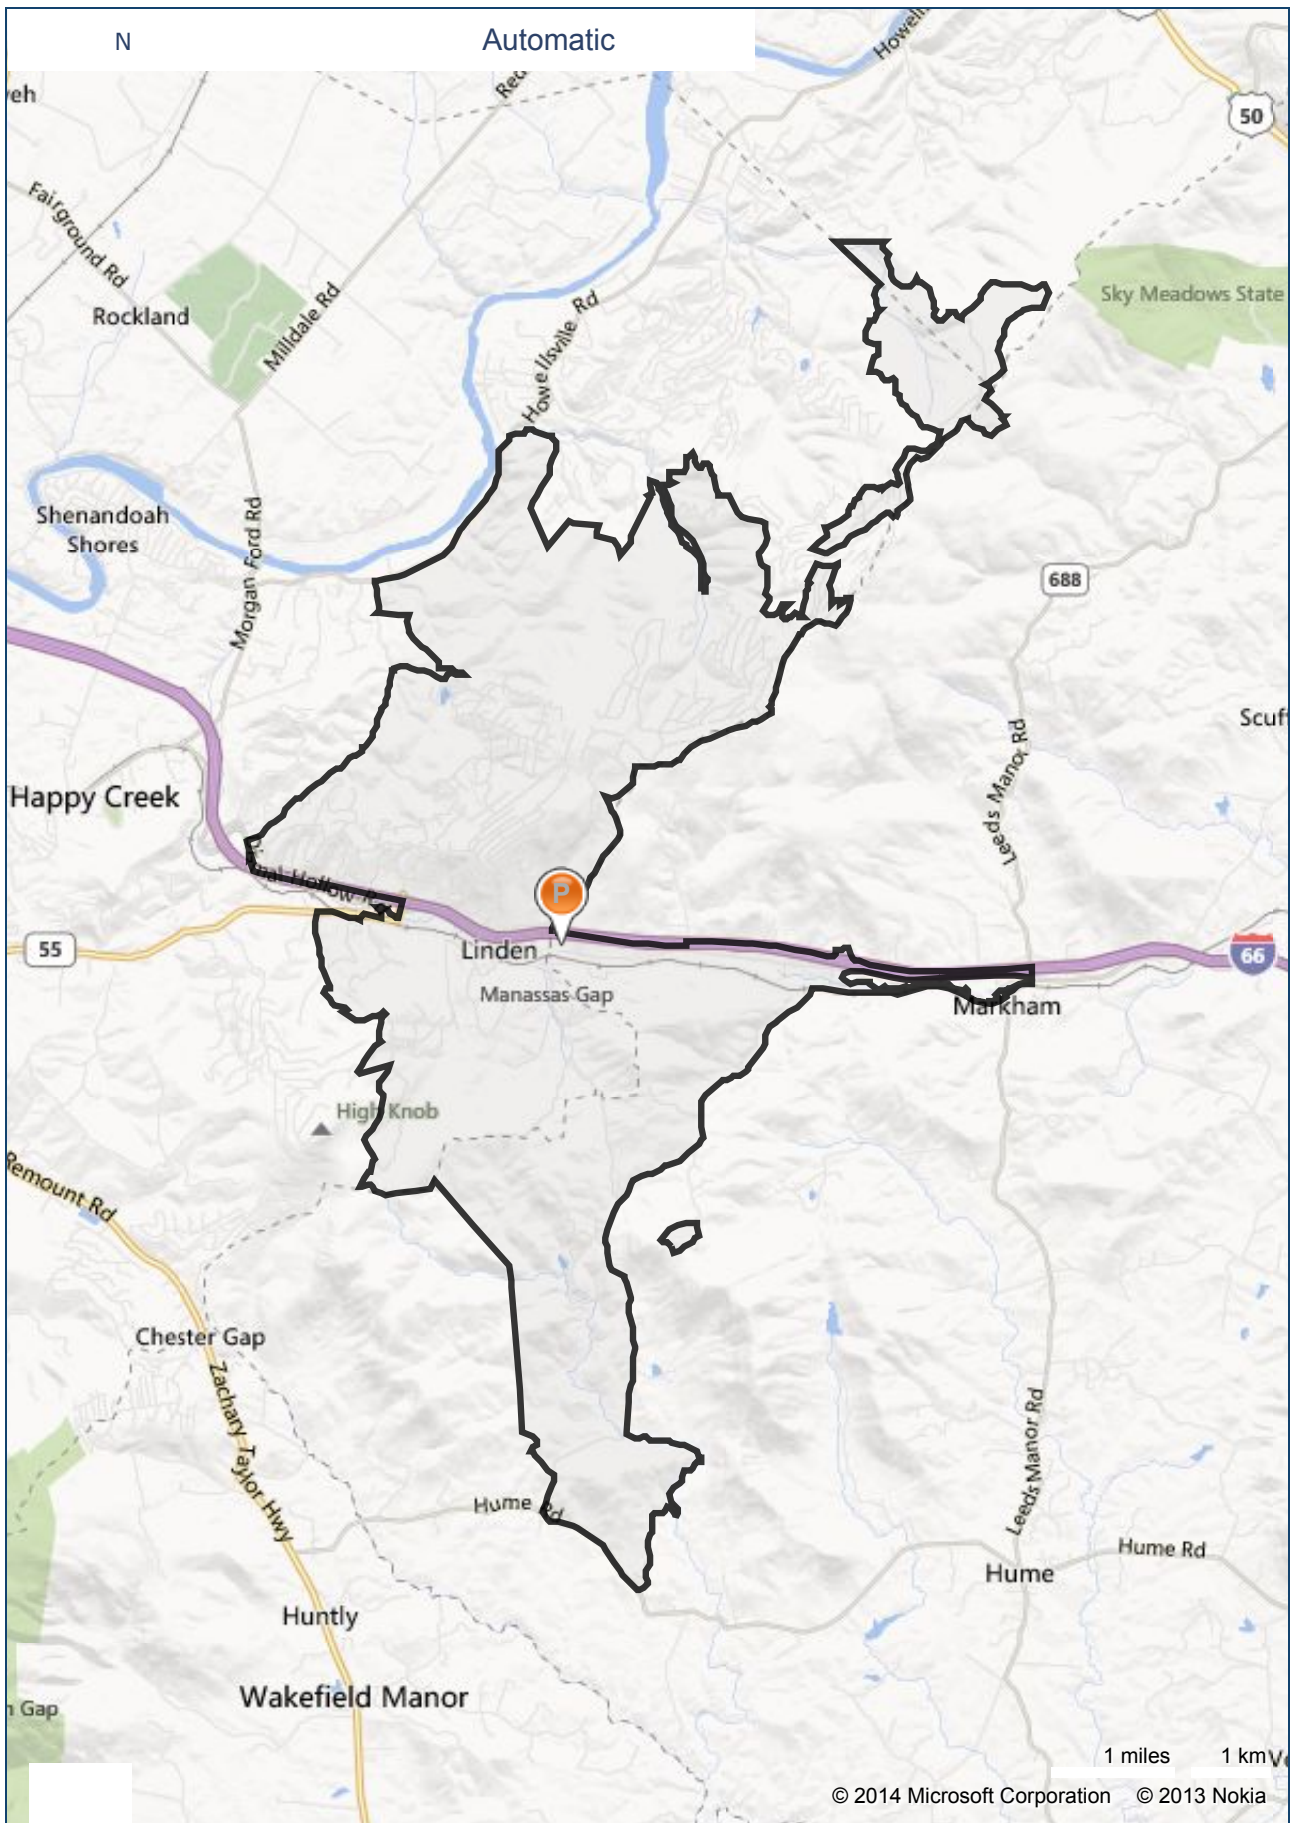 N
Automatic
Howell
Red
eh
50
Fairground Rd
Sky Meadows State
Rockland
Milldale Rd
Howellsville Rd
Shenandoah
Shores
Morgan Ford Rd
688
Scuf
Leeds Manor Rd
Happy Creek
Hollow
P
55
Linden
66
Manassas Gap
Markham
High Knob
Remount Rd
Chester Gap
Zachary Taylor Hwy
Leeds Manor Rd
Hume Rd
Hume Rd
Hume
Huntly
Wakefield Manor
Gap
1 miles
1 km
© 2014 Microsoft Corporation
© 2013 Nokia